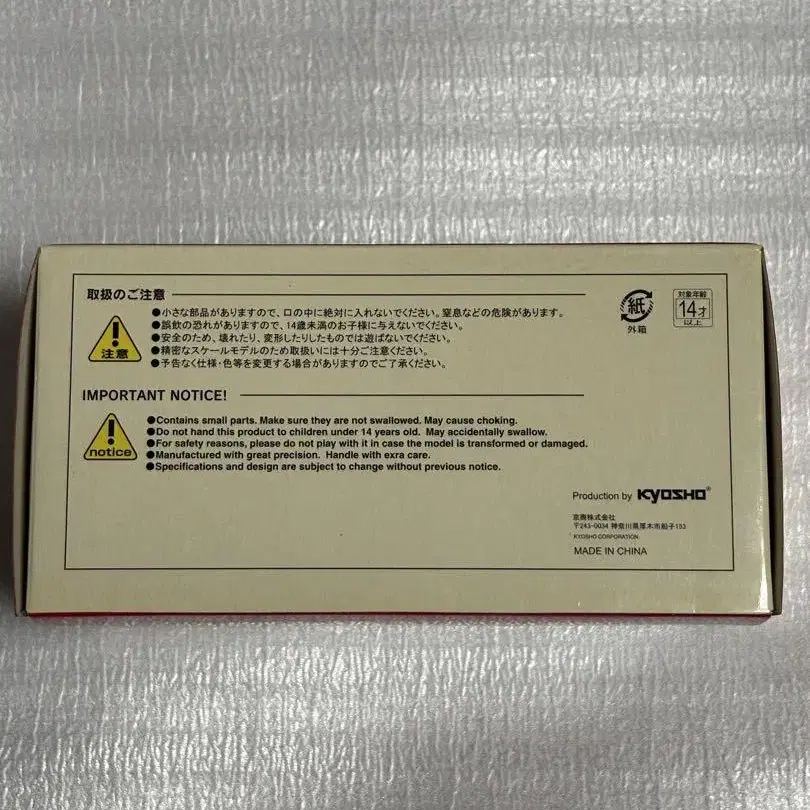 取扱のご注意
注意
●小さな部品がありますので、口の中に絶対に入れないでください。窒息などの危険があります。
●誤飲の恐れがありますので、14歳未満のお子様に与えないでください。
●安全のため、壊れたり、変形したりしたものでは遊ばないでください。
●精密なスケールモデルのため取扱いには十分ご注意ください。
●予告なく仕様・色等を変更する場合がありますのでご了承ください。
紙
外箱
対象年齢
14才
以上
IMPORTANT NOTICE!
notice
●Contains small parts. Make sure they are not swallowed. May cause choking.
●Do not hand this product to children under 14 years old. May accidentally swallow.
●For safety reasons, please do not play with it in case the model is transformed or damaged.
●Manufactured with great precision. Handle with exra care.
●Specifications and design are subject to change without previous notice.
Production by KYOSHO®
京商株式会社
〒243-0034 神奈川県厚木市船子153
KYOSHO CORPORATION
MADE IN CHINA